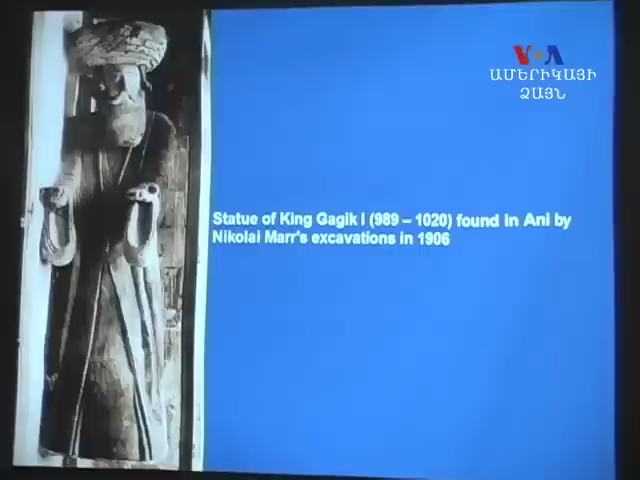 VOA
ԱՄԵՐԻԿԱՅԻ
ՁԱՅՆ
Statue of King Gagik I (989 – 1020) found in Ani by
Nikolai Marr's excavations in 1906